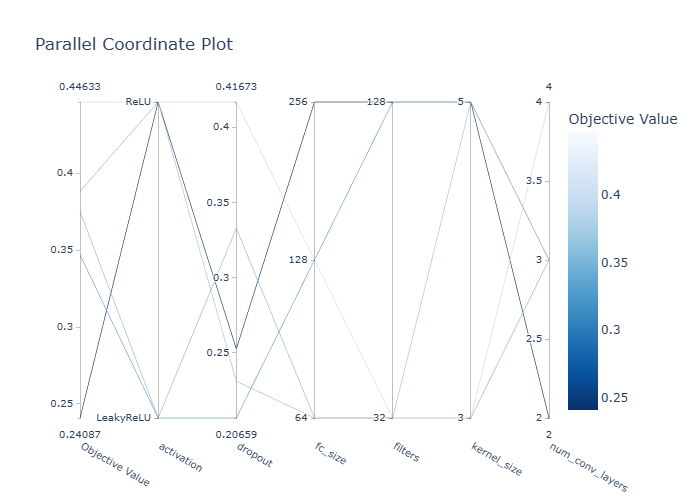 Parallel Coordinate Plot
0.44633
0.41673
4
Objective Value
ReLU
256
128
5
4
0.4
0.4
3.5
0.4
0.35
0.35
128
3
0.35
0.3
0.3
0.3
2.5
0.25
0.25
0.25
LeakyReLU
64
32
3
2
0.24087
0.20659
2
Objective Value
activation
dropout
fc_size
filters
kernel_size
num_conv_layers